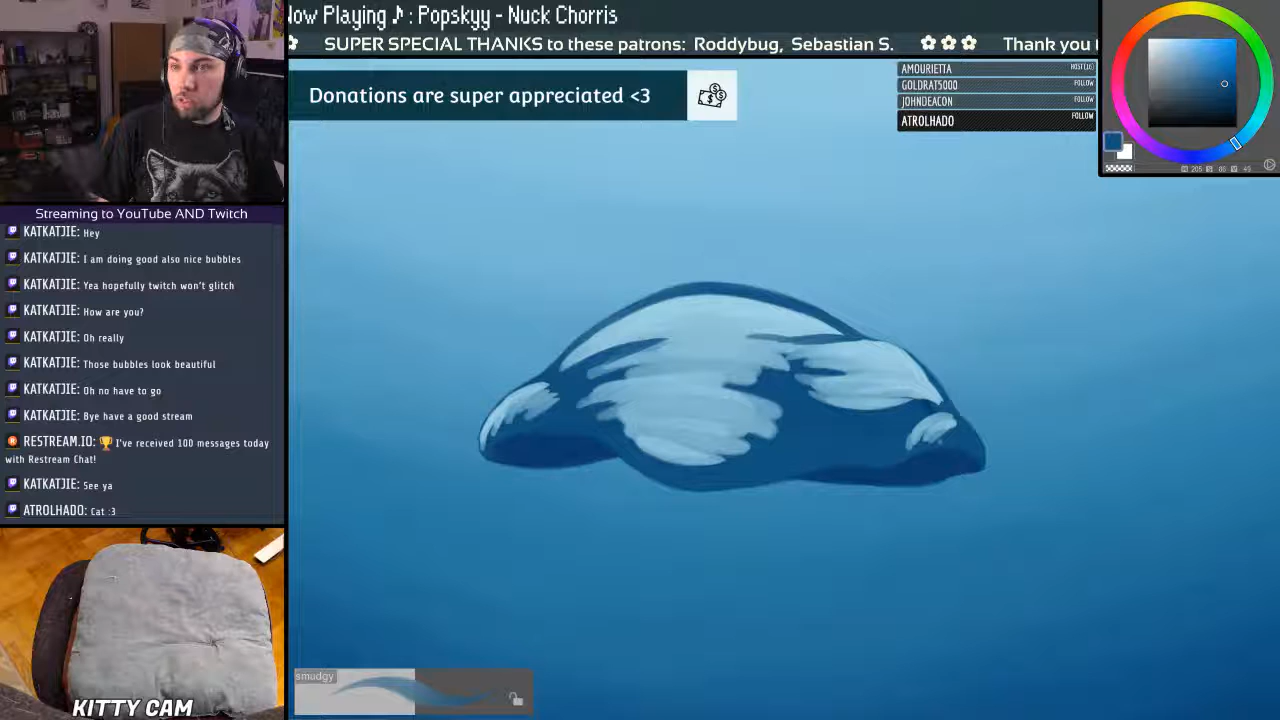 Now Playing ♪ : Popskyy - Nuck Chorris
✿ SUPER SPECIAL THANKS to these patrons: Roddybug, Sebastian S. ✿ ✿ ✿ Thank you
Donations are super appreciated <3
AMOURIETTA
GOLDRAT5000 FOLLOW
JOHNDEACON FOLLOW
ATROLHADO FOLLOW
Streaming to YouTube AND Twitch
KATKATJIE: Hey
KATKATJIE: I am doing good also nice bubbles
KATKATJIE: Yea hopefully twitch won't glitch
KATKATJIE: How are you?
KATKATJIE: Oh really
KATKATJIE: Those bubbles look beautiful
KATKATJIE: Oh no have to go
KATKATJIE: Bye have a good stream
RESTREAM.IO: 🏆 I've received 100 messages today
with Restream Chat!
KATKATJIE: See ya
ATROLHADO: Cat :3
KITTY CAM
smudgy